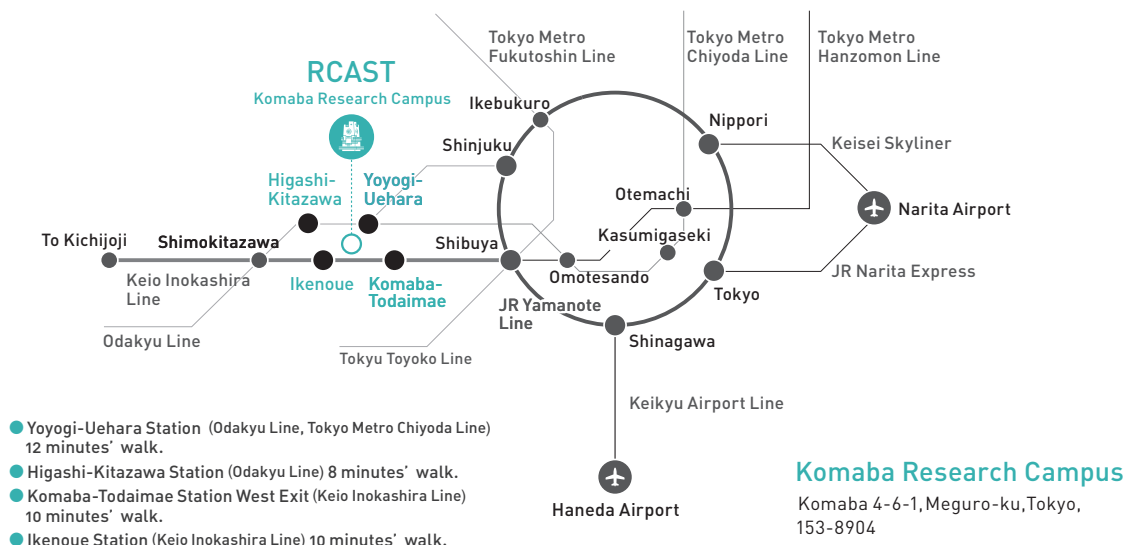 Tokyo Metro
Fukutoshin Line
Tokyo Metro
Chiyoda Line
Tokyo Metro
Hanzomon Line
RCAST
Komaba Research Campus
Ikebukuro
Nippori
Shinjuku
Keisei Skyliner
Higashi-
Kitazawa
Yoyogi-
Uehara
Otemachi
Narita Airport
To Kichijoji
Shimokitazawa
Shibuya
Kasumigaseki
Keio Inokashira
Line
Ikenoue
Komaba-
Todaimae
Omotesando
JR Narita Express
Tokyo
JR Yamanote
Line
Odakyu Line
Shinagawa
Tokyu Toyoko Line
Keikyu Airport Line
Yoyogi-Uehara Station (Odakyu Line, Tokyo Metro Chiyoda Line)
12 minutes' walk.
Higashi-Kitazawa Station (Odakyu Line) 8 minutes' walk.
Komaba-Todaimae Station West Exit (Keio Inokashira Line)
10 minutes' walk.
Ikenoue Station (Keio Inokashira Line) 10 minutes' walk.
Haneda Airport
Komaba Research Campus
Komaba 4-6-1, Meguro-ku, Tokyo,
153-8904